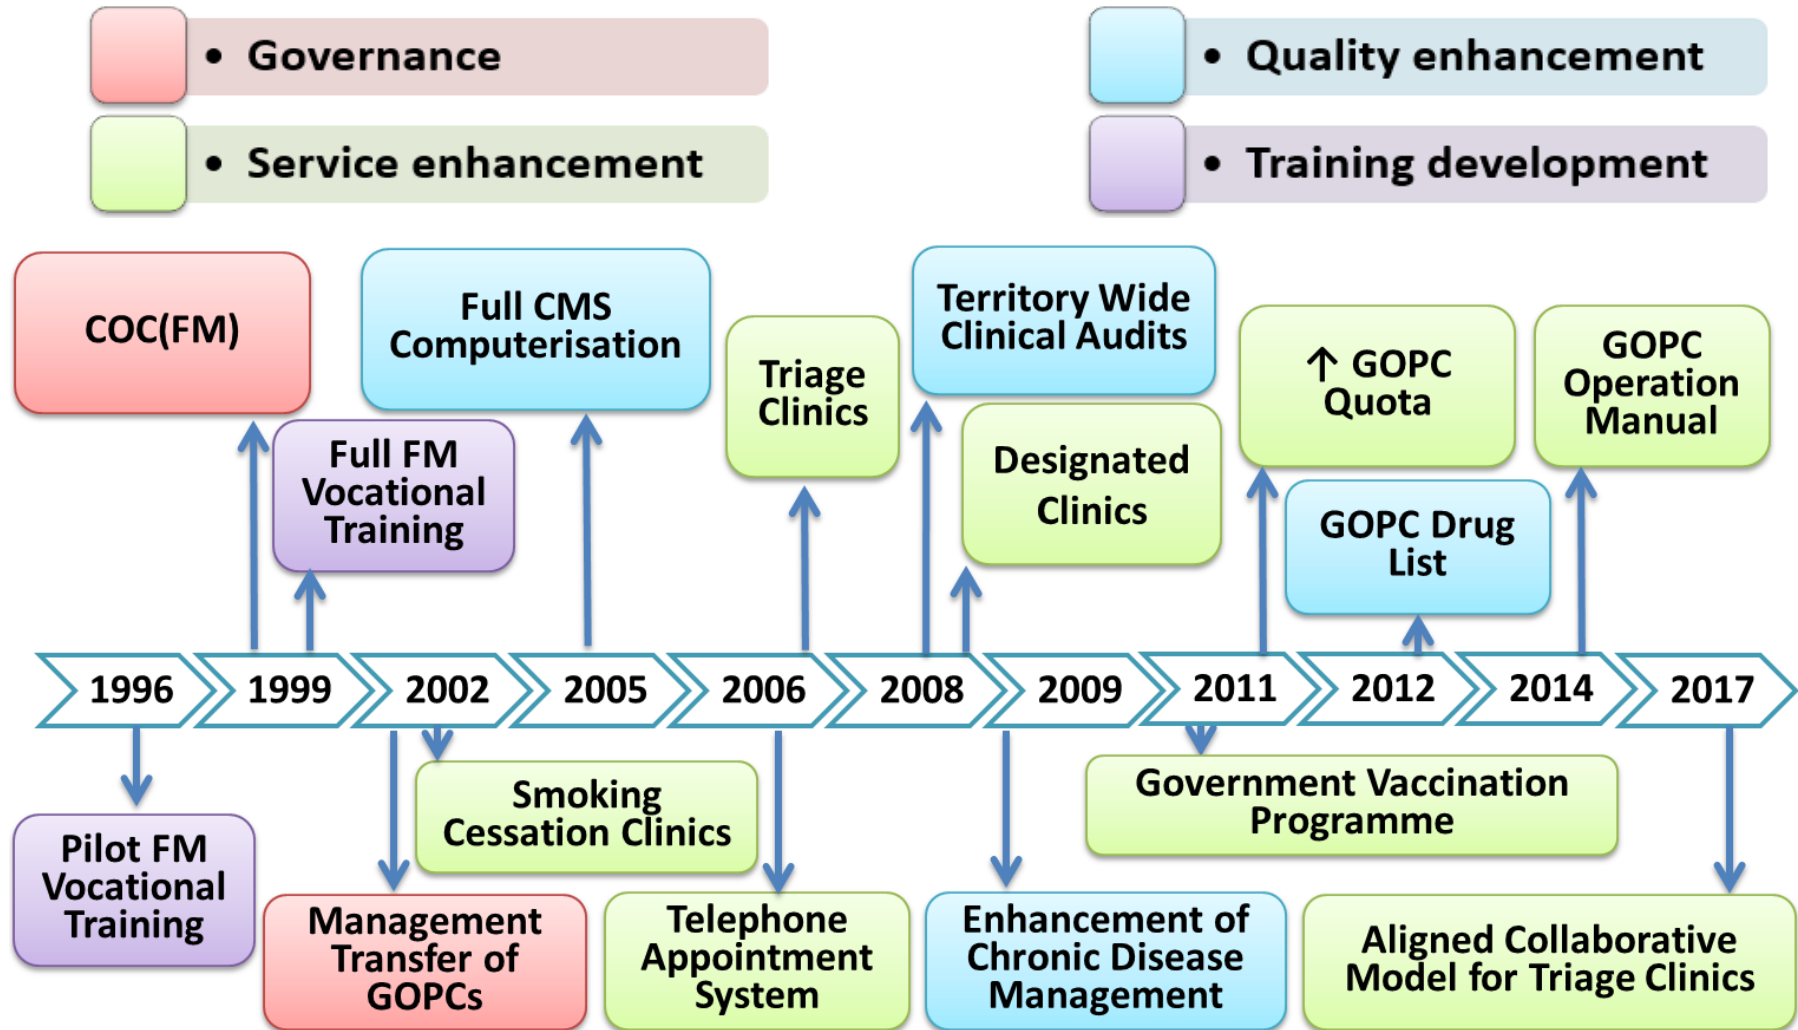 • Governance
• Quality enhancement
• Service enhancement
• Training development
COC(FM)
Full FM
Vocational
Training
Full CMS
Computerisation
Triage
Clinics
Territory Wide
Clinical Audits
Designated
Clinics
↑ GOPC
Quota
GOPC Drug
List
GOPC
Operation
Manual
1996
1999
2002
2005
2006
2008
2009
2011
2012
2014
2017
Pilot FM
Vocational
Training
Management
Transfer of
GOPCs
Smoking
Cessation Clinics
Telephone
Appointment
System
Enhancement of
Chronic Disease
Management
Government Vaccination
Programme
Aligned Collaborative
Model for Triage Clinics